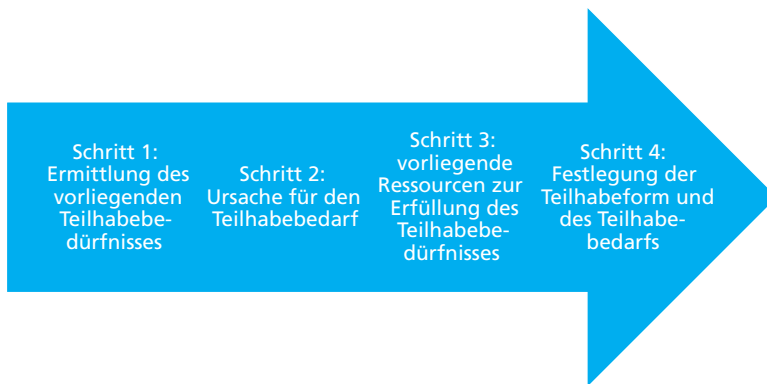 Schritt 1:
Ermittlung des
vorliegenden
Teilhabebe-
dürfnisses
Schritt 2:
Ursache für den
Teilhabebedarf
Schritt 3:
vorliegende
Ressourcen zur
Erfüllung des
Teilhabebe-
dürfnisses
Schritt 4:
Festlegung der
Teilhabeform und
des Teilhabe-
bedarfs